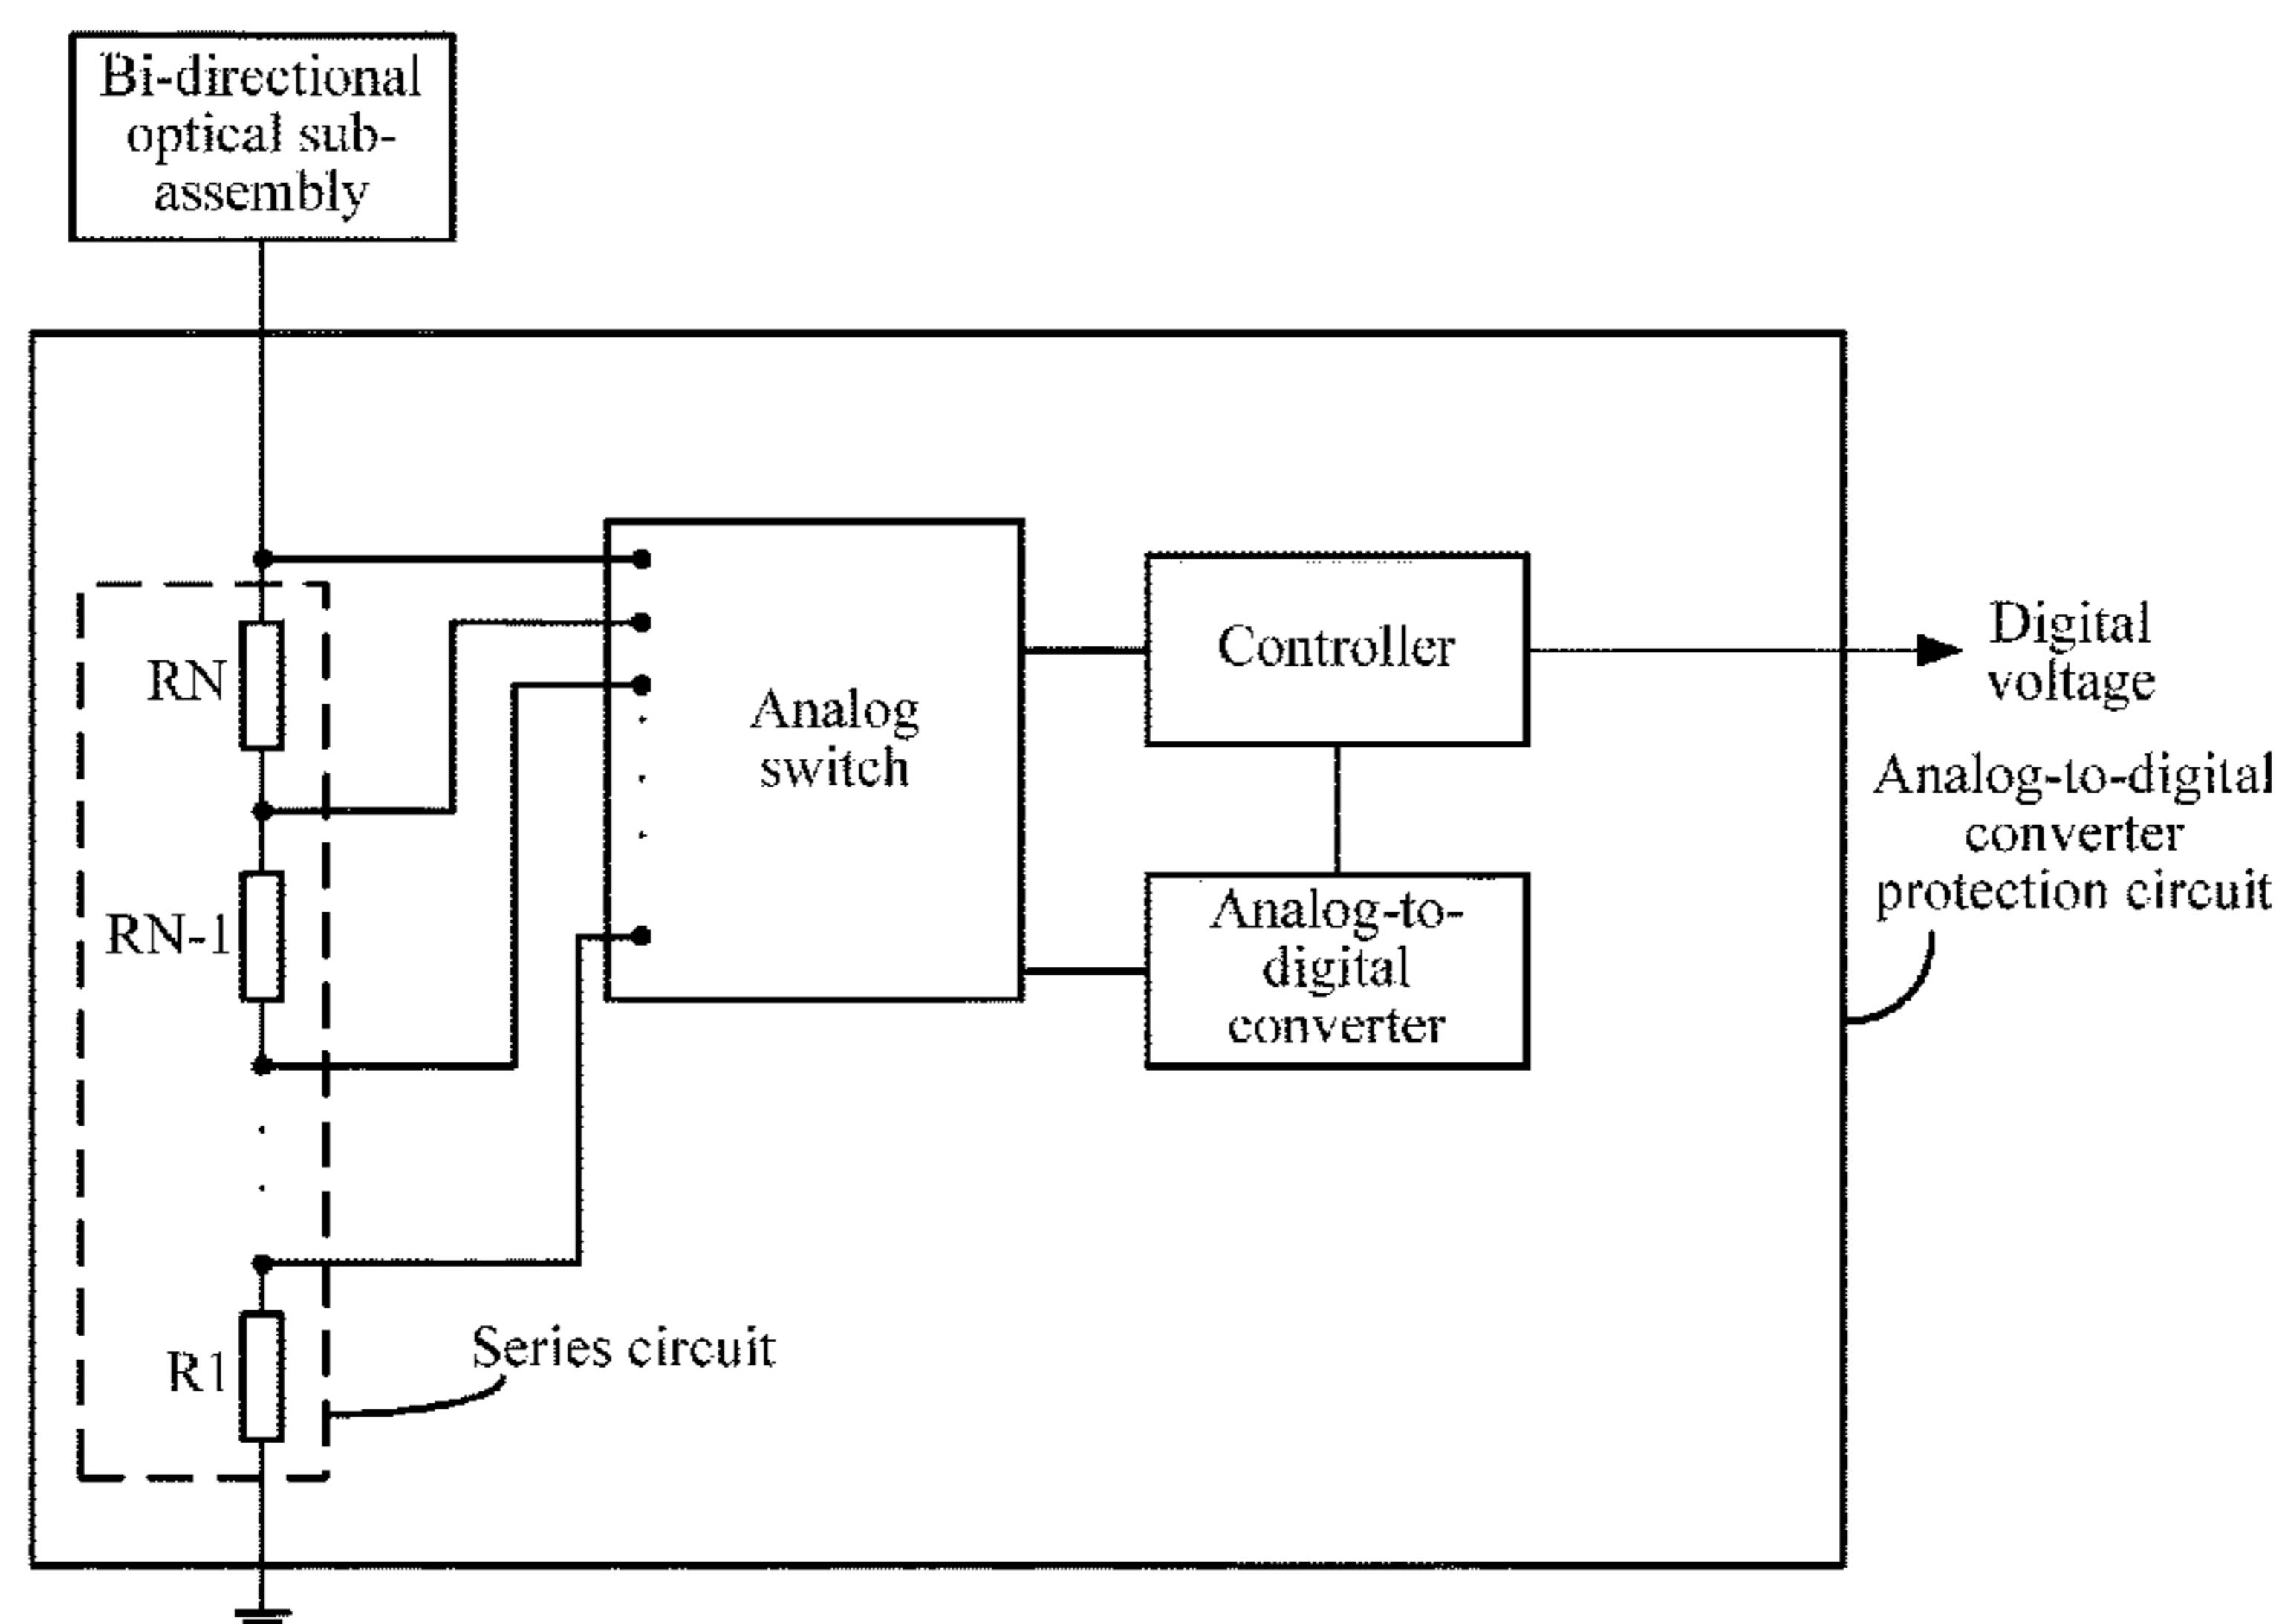 Bi-directional
optical sub-
assembly
RN
RN-1
R1
Series circuit
Analog
switch
Controller
Analog-to-
digital
converter
Digital
voltage
Analog-to-digital
converter
protection circuit